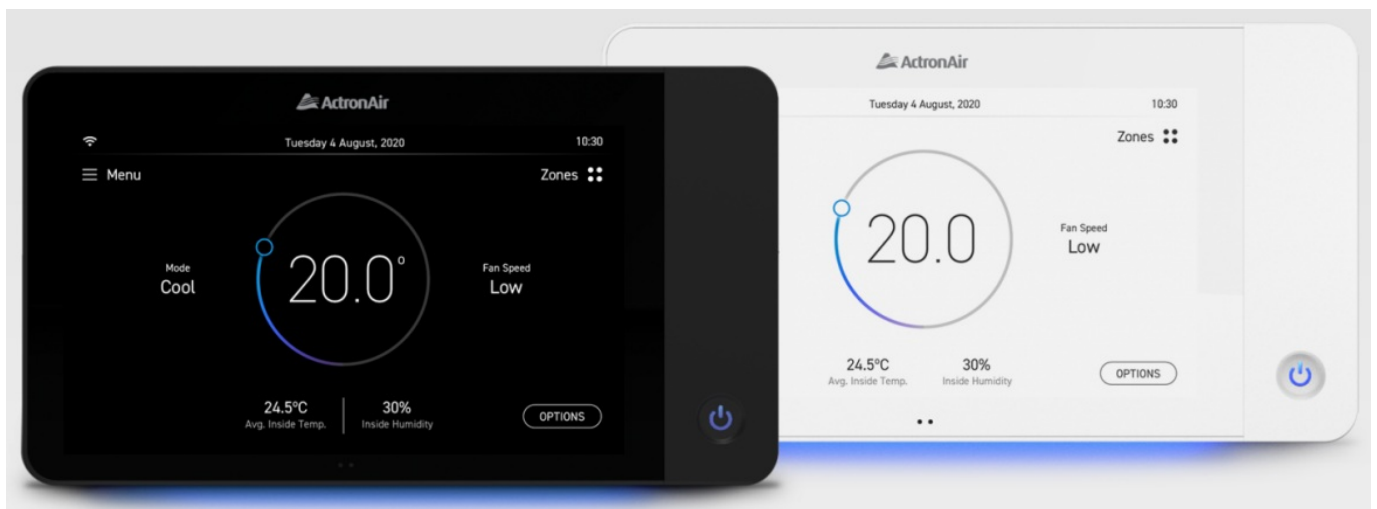 ActronAir
Tuesday 4 August, 2020 10:30
Menu Zones
Mode
Cool
20.0°
Fan Speed
Low
24.5°C 30%
Avg. Inside Temp. Inside Humidity
OPTIONS
ActronAir
Tuesday 4 August, 2020 10:30
Zones
20.0
Fan Speed
Low
24.5°C 30%
Avg. Inside Temp. Inside Humidity
OPTIONS